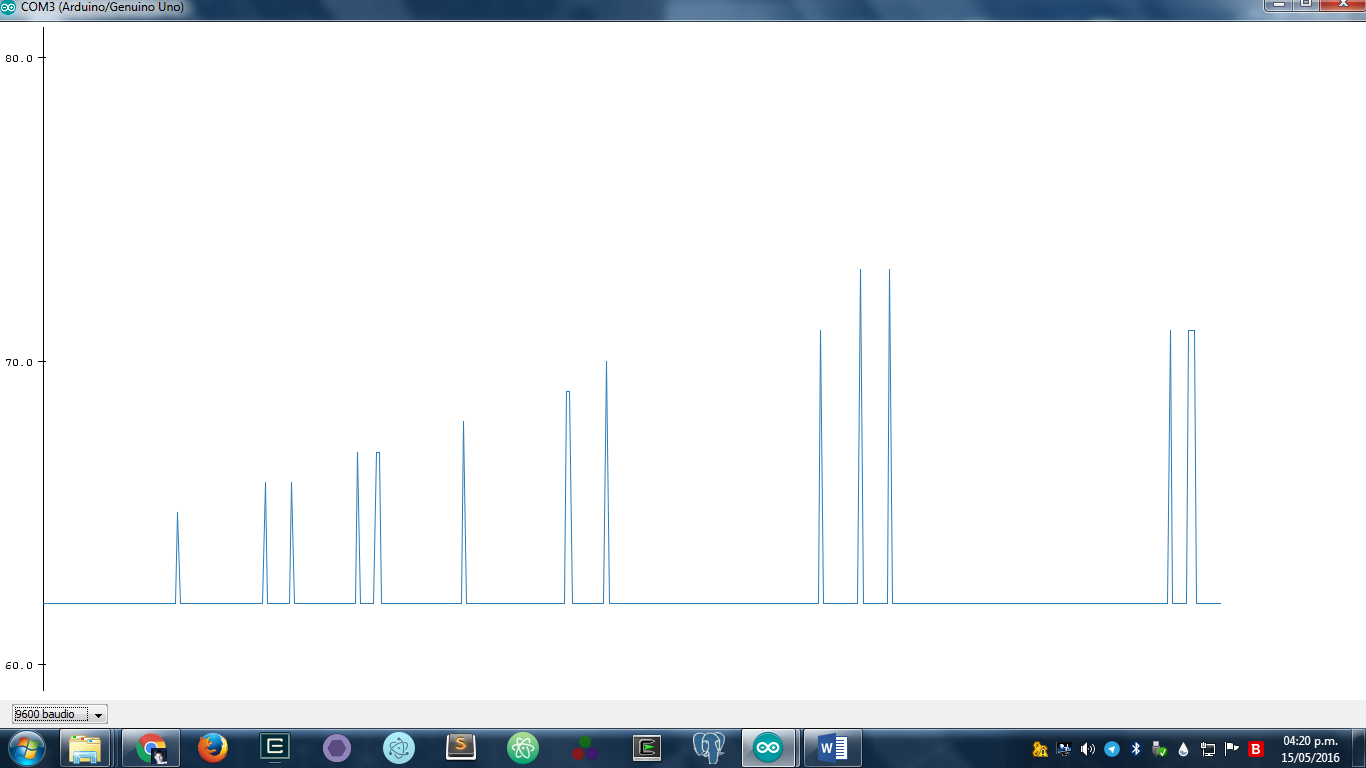 COM3 (Arduino/Genuino Uno)
80.0
70.0
60.0
9600 baudio
E
S
W
B
04:20 p.m.
15/05/2016